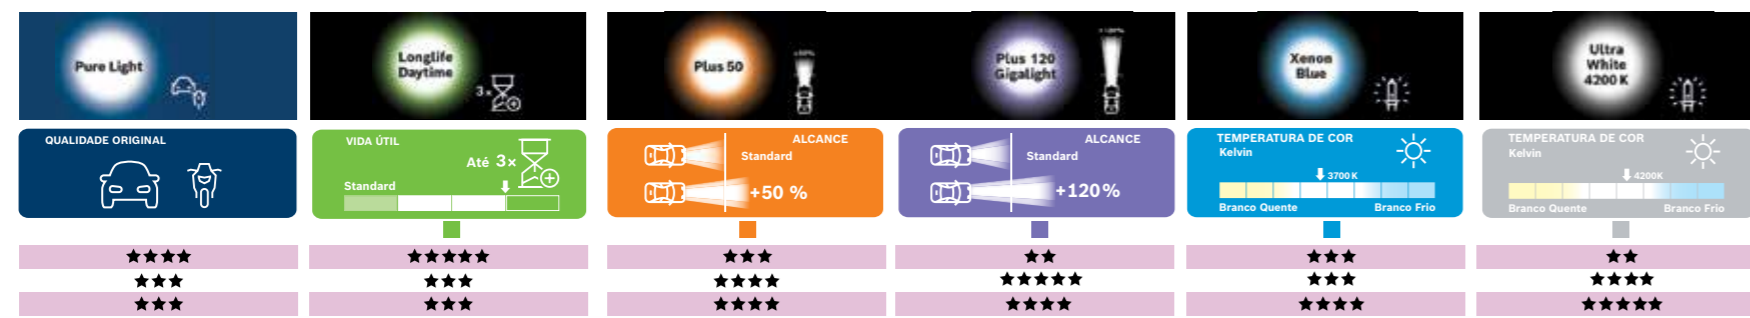 Pure Light
Longlife
Daytime
3x
Plus 50
+50%
Plus 120
Gigalight
+120%
Xenon
Blue
Ultra
White
4200 K
QUALIDADE ORIGINAL
VIDA ÚTIL
Até 3x
Standard
ALCANCE
Standard
+50 %
ALCANCE
Standard
+120%
TEMPERATURA DE COR
Kelvin
3700 K
Branco Quente Branco Frio
TEMPERATURA DE COR
Kelvin
4200K
Branco Quente Branco Frio